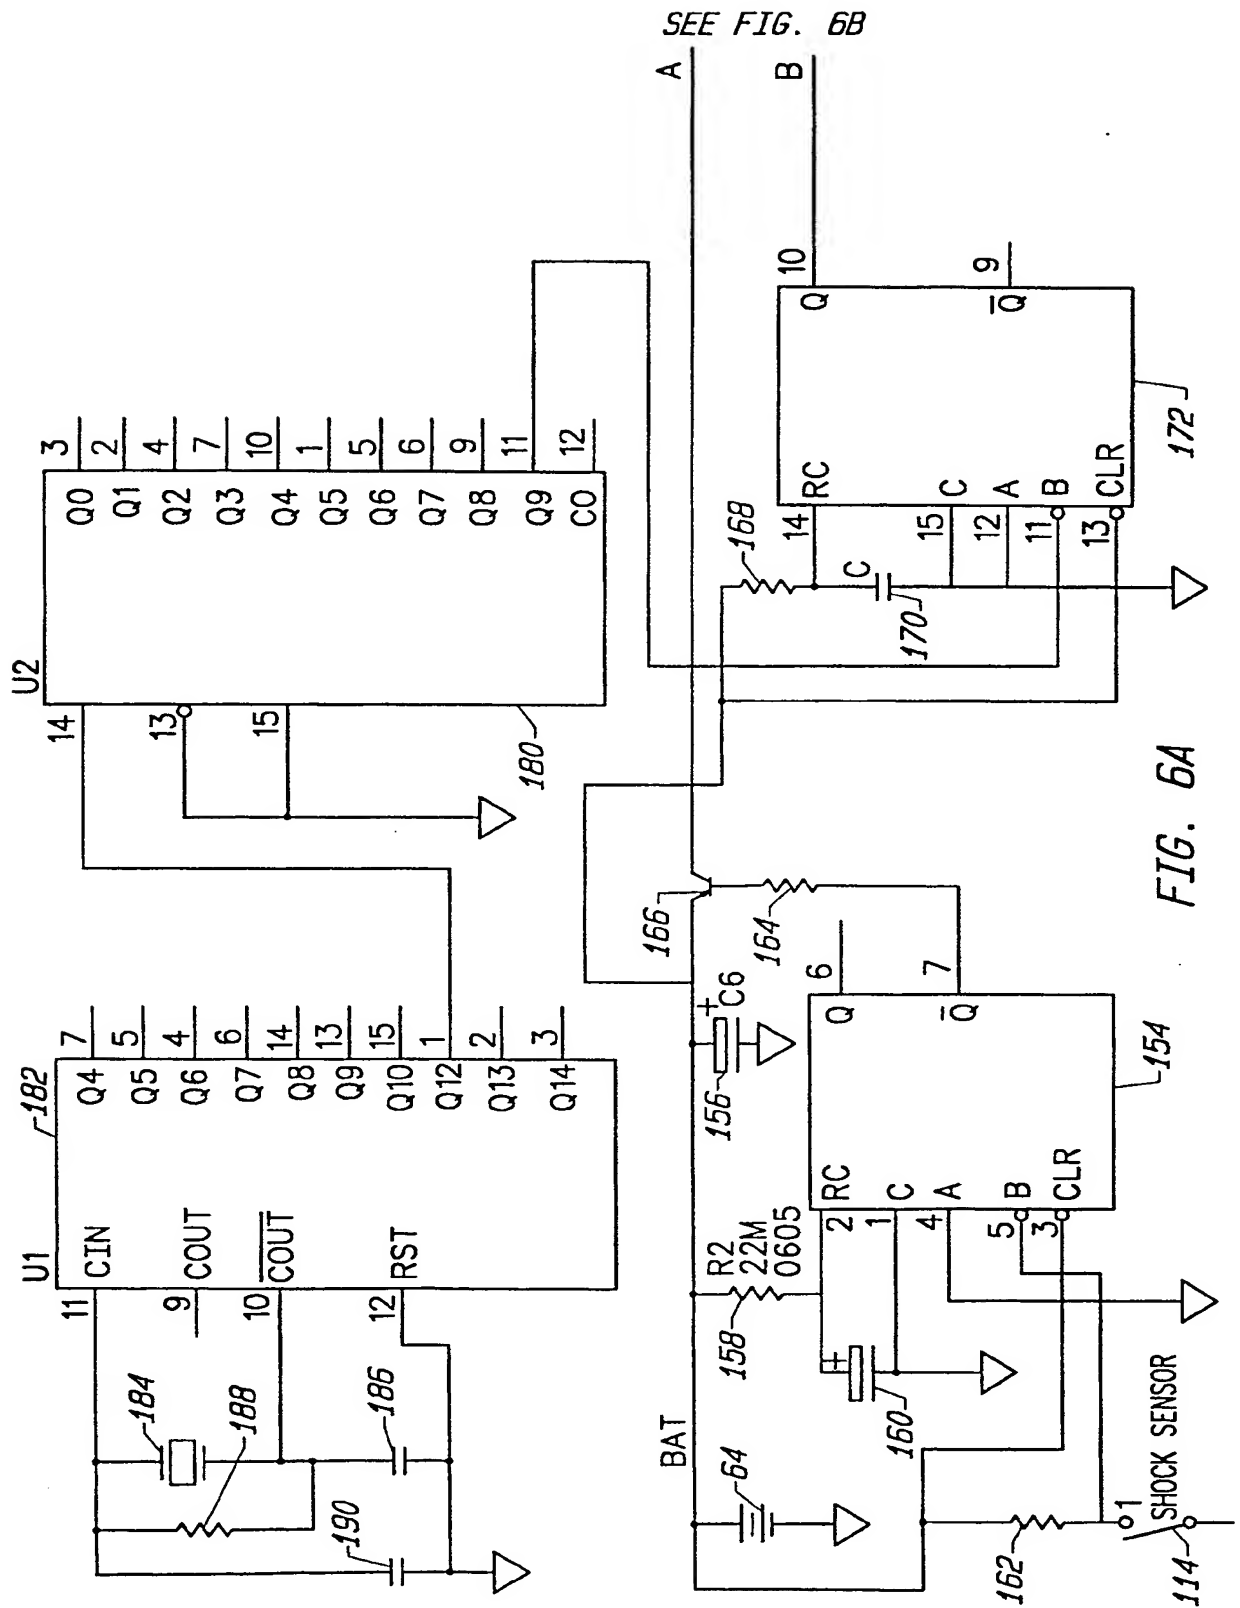 SEE FIG. 6B
A
B
U1
182
CIN
COUT
COUT
RST
11
9
10
12
Q4
Q5
Q6
Q7
Q8
Q9
Q10
Q12
Q13
Q14
7
5
4
6
14
13
15
1
2
3
184
188
186
190
U2
14
13
15
180
Q0
Q1
Q2
Q3
Q4
Q5
Q6
Q7
Q8
Q9
CO
3
2
4
7
10
1
5
6
9
11
12
BAT
64
R2
22M
0605
158
160
162
1
SHOCK SENSOR
114
156
+
C6
+
RC
C
A
B
CLR
2
1
4
5
3
Q
Q
6
7
154
166
164
168
C
170
RC
C
A
B
CLR
14
15
12
11
13
Q
Q
10
9
172
FIG. 6A